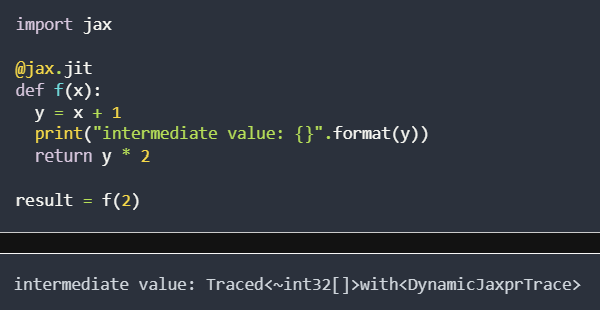 import jax

@jax.jit
def f(x):
  y = x + 1
  print("intermediate value: {}".format(y))
  return y * 2

result = f(2)

intermediate value: Traced<~int32[]>with<DynamicJaxprTrace>